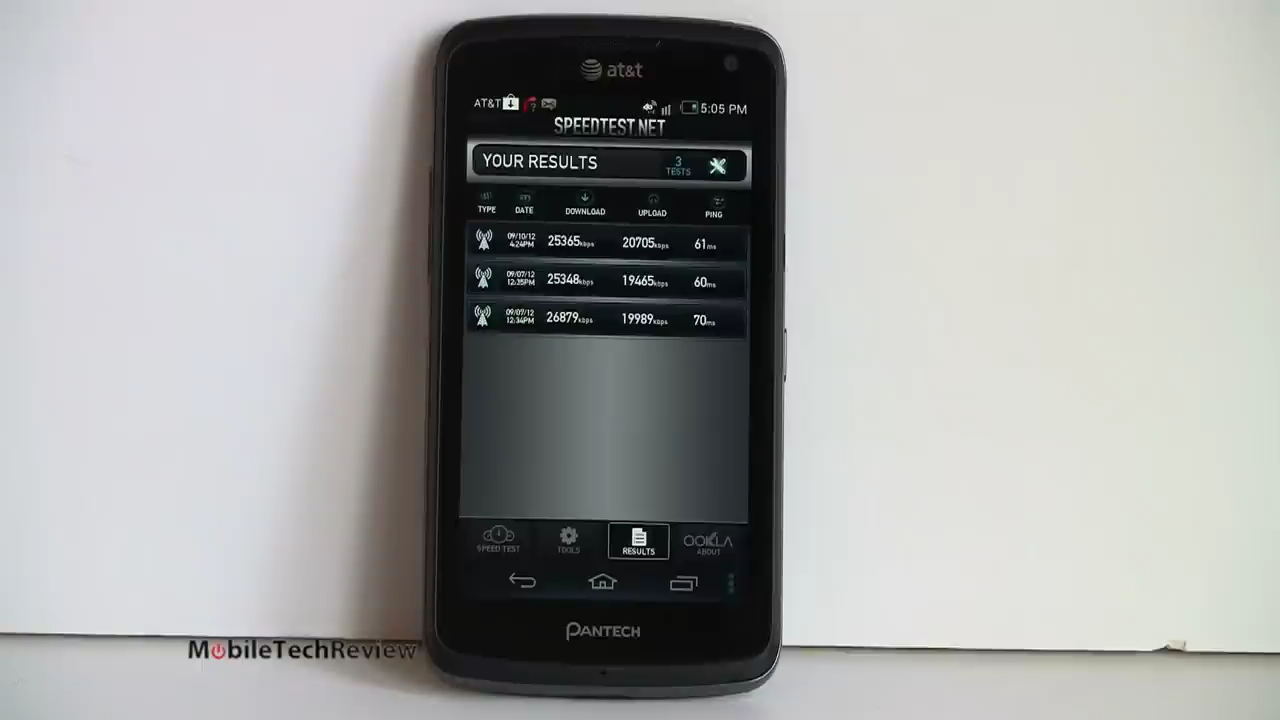 at&t
AT&T 5:05 PM
SPEEDTEST.NET
YOUR RESULTS 3 TESTS
TYPE DATE DOWNLOAD UPLOAD PING
09/10/12 4:24PM 25365kbps 20705kbps 61ms
09/07/12 12:35PM 25348kbps 19465kbps 60ms
09/07/12 12:34PM 26879kbps 19989kbps 70ms
SPEED TEST TOOLS RESULTS OOKLA ABOUT
PANTECH
MobileTechReview